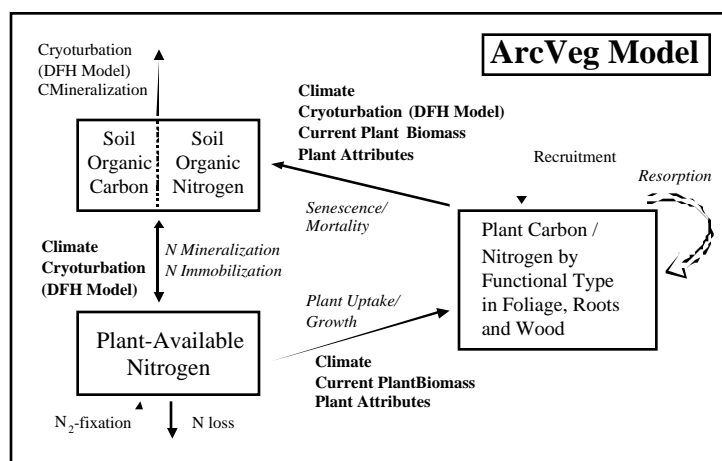 ArcVeg Model
Cryoturbation
(DFH Model)
CMineralization
Climate
Cryoturbation (DFH Model)
Current Plant Biomass
Plant Attributes
Soil
Organic
Carbon
Soil
Organic
Nitrogen
Recruitment
Resorption
Senescence/
Mortality
Plant Carbon /
Nitrogen by
Functional Type
in Foliage, Roots
and Wood
Climate
Cryoturbation
(DFH Model)
N Mineralization
N Immobilization
Plant Uptake/
Growth
Plant-Available
Nitrogen
Climate
Current PlantBiomass
Plant Attributes
N2-fixation
N loss